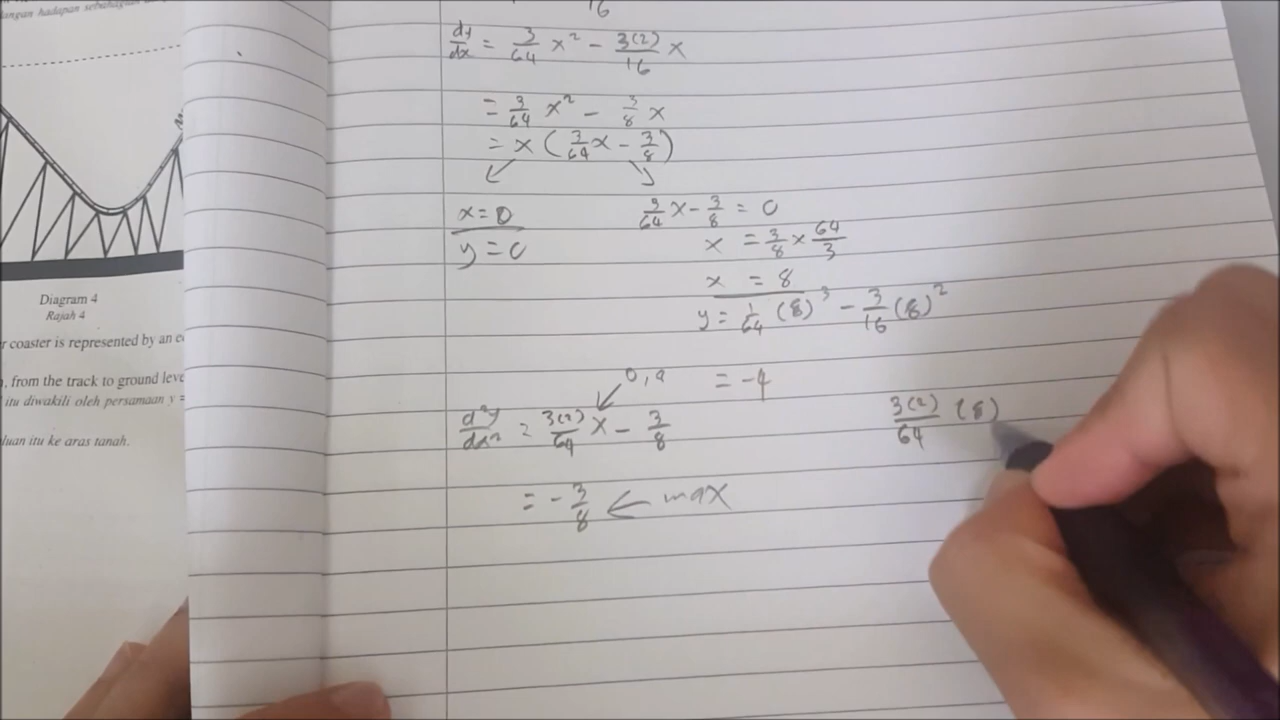 angan hadapan sebahagian
Diagram 4
Rajah 4
r coaster is represented by an
, from the track to ground leve
itu diwakili oleh persamaan y =
luan itu ke aras tanah.
16
dy/dx = 3/64 x² - 3(2)/16 x
= 3/64 x² - 3/8 x
= x ( 3/64 x - 3/8 )
x = 0
y = 0
3/64 x - 3/8 = 0
x = 3/8 × 64/3
x = 8
y = 1/64 (8)³ - 3/16 (8)²
= -4
d²y/dx² = 3(2)/64 x - 3/8
= - 3/8 ← max
3(2)/64 (8)